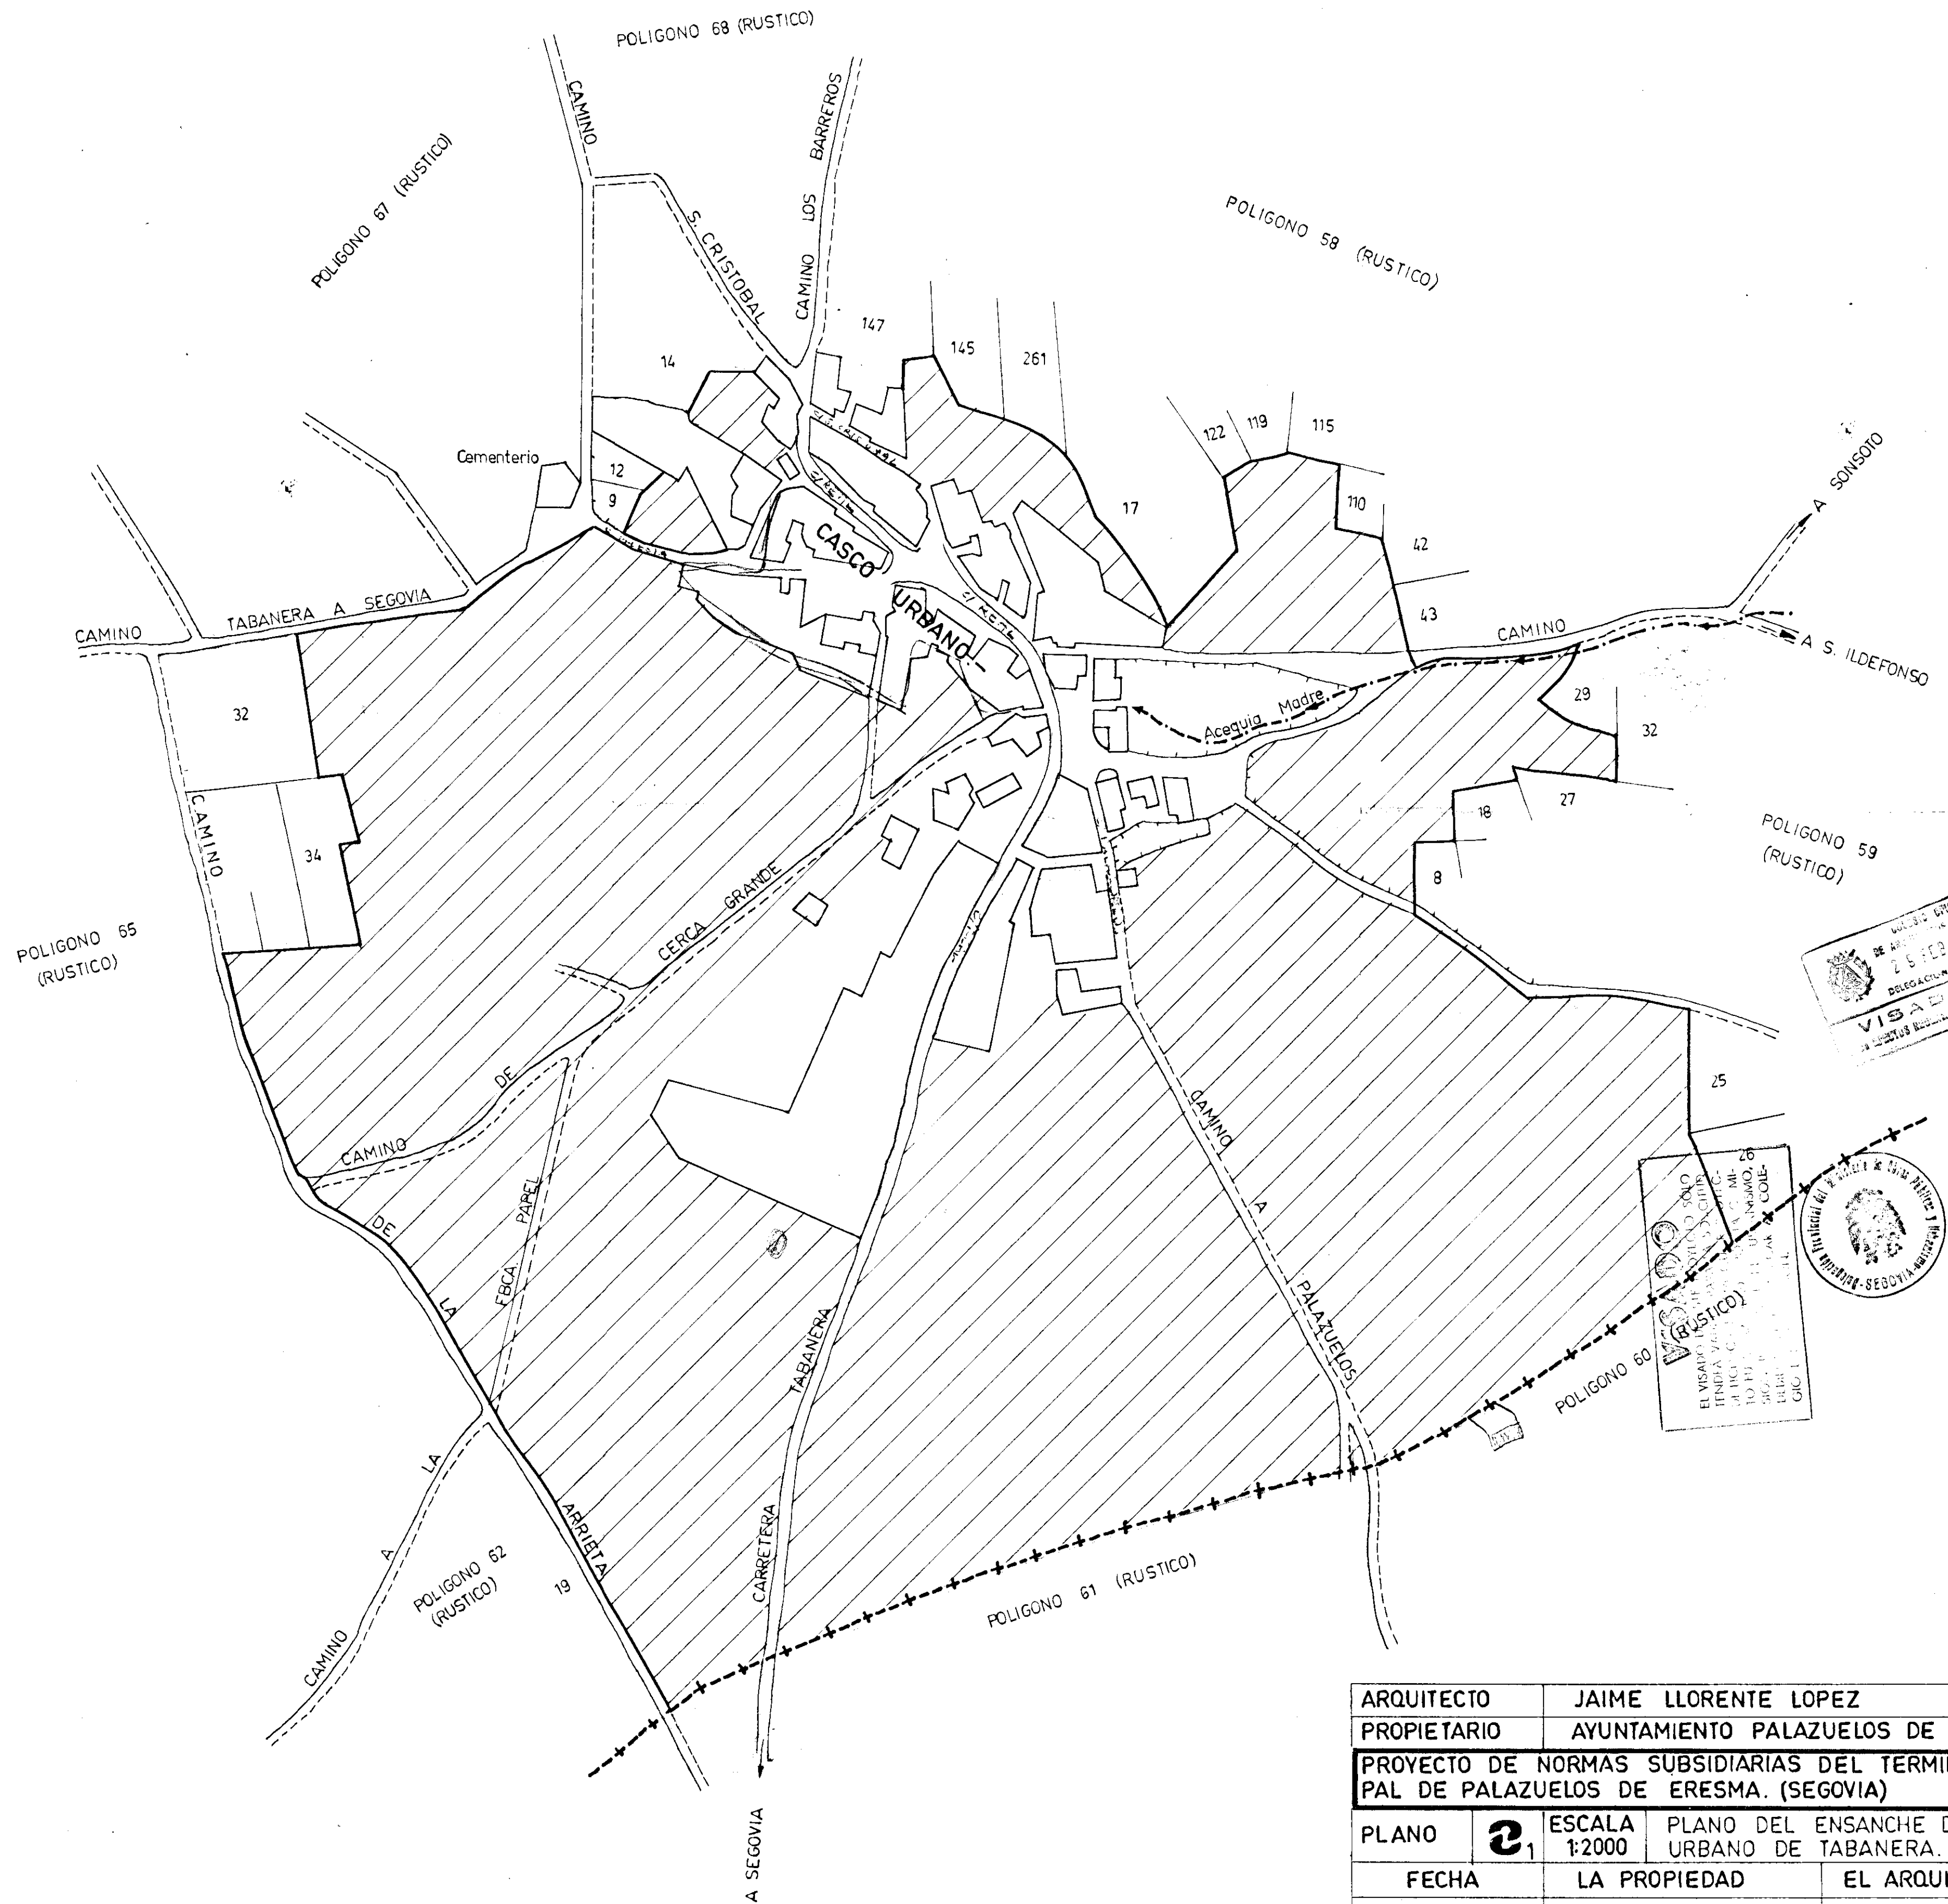 POLIGONO 68 (RUSTICO)
CAMINO
CAMINO LOS BARREROS
S. CRISTOBAL
POLIGONO 67 (RUSTICO)
POLIGONO 58 (RUSTICO)
147
145
261
14
122
119
115
Cementerio
12
9
17
110
42
43
A SONSOTO
CASCO
URBANO
CAMINO
A S. ILDEFONSO
CAMINO TABANERA A SEGOVIA
32
34
Acequia Madre
29
32
27
18
8
POLIGONO 59
(RUSTICO)
POLIGONO 65
(RUSTICO)
CAMINO DE LA ARRIETA
CAMINO DE CERCA GRANDE
FBCA. PAPEL
CAMINO A LA
POLIGONO 62
(RUSTICO)
19
CARRETERA TABANERA
A SEGOVIA
CAMINO A PALAZUELOS
25
26
POLIGONO 60 (RUSTICO)
POLIGONO 61 (RUSTICO)
VISADO
EL VISADO
SEGOVIA
ARQUITECTO JAIME LLORENTE LOPEZ
PROPIETARIO AYUNTAMIENTO PALAZUELOS DE
PROYECTO DE NORMAS SUBSIDIARIAS DEL TERMI
PAL DE PALAZUELOS DE ERESMA. (SEGOVIA)
PLANO 2 1 ESCALA 1:2000 PLANO DEL ENSANCHE D
URBANO DE TABANERA.
FECHA LA PROPIEDAD EL ARQUI